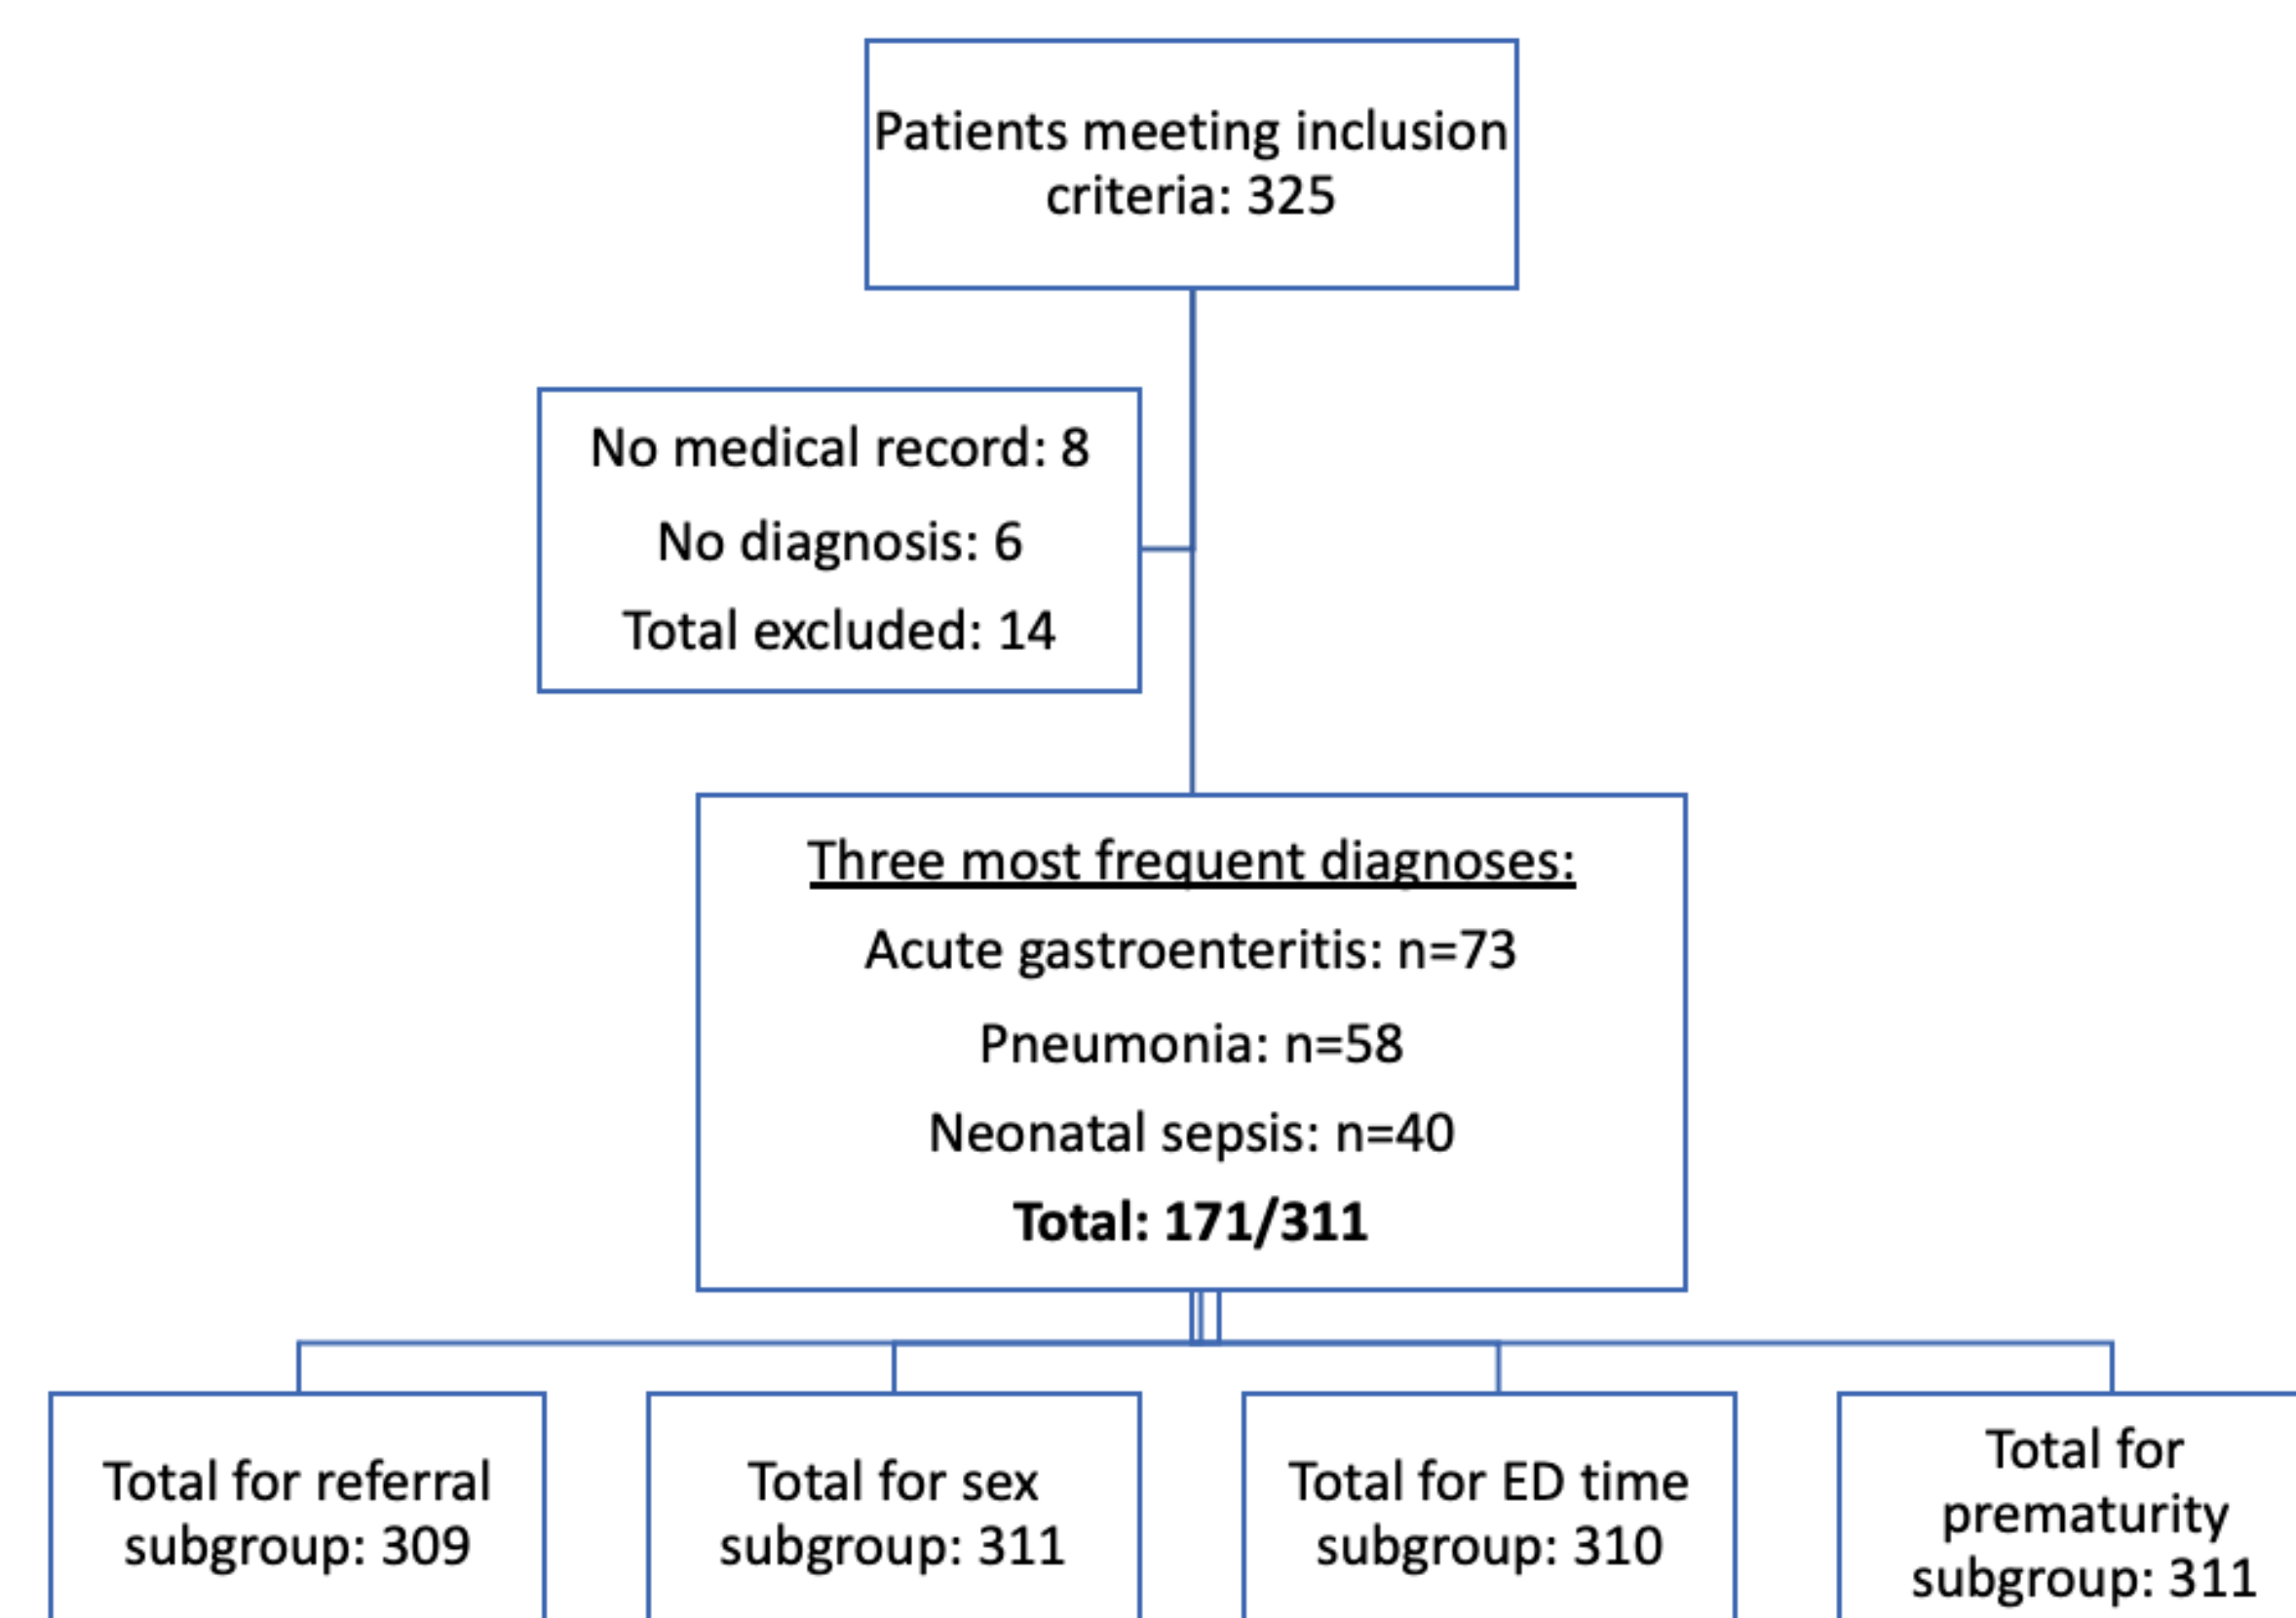 Patients meeting inclusion
criteria: 325
No medical record: 8
No diagnosis: 6
Total excluded: 14
Three most frequent diagnoses:
Acute gastroenteritis: n=73
Pneumonia: n=58
Neonatal sepsis: n=40
Total: 171/311
Total for referral
subgroup: 309
Total for sex
subgroup: 311
Total for ED time
subgroup: 310
Total for
prematurity
subgroup: 311